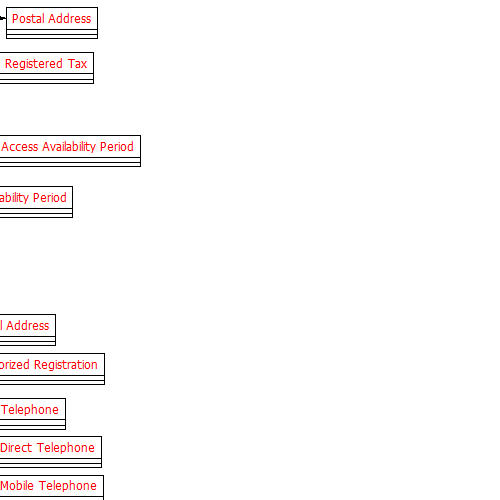 Postal Address
Registered Tax
Access Availability Period
ability Period
l Address
orized Registration
Telephone
Direct Telephone
Mobile Telephone